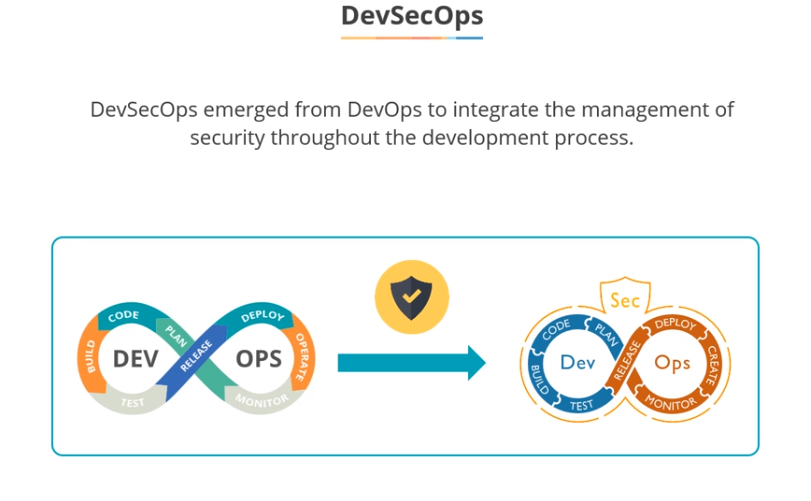 DevSecOps
DevSecOps emerged from DevOps to integrate the management of
security throughout the development process.
CODE
PLAN
BUILD
DEV
TEST
RELEASE
DEPLOY
OPS
OPERATE
MONITOR
Sec
CODE
PLAN
BUILD
Dev
TEST
RELEASE
DEPLOY
Ops
CREATE
MONITOR